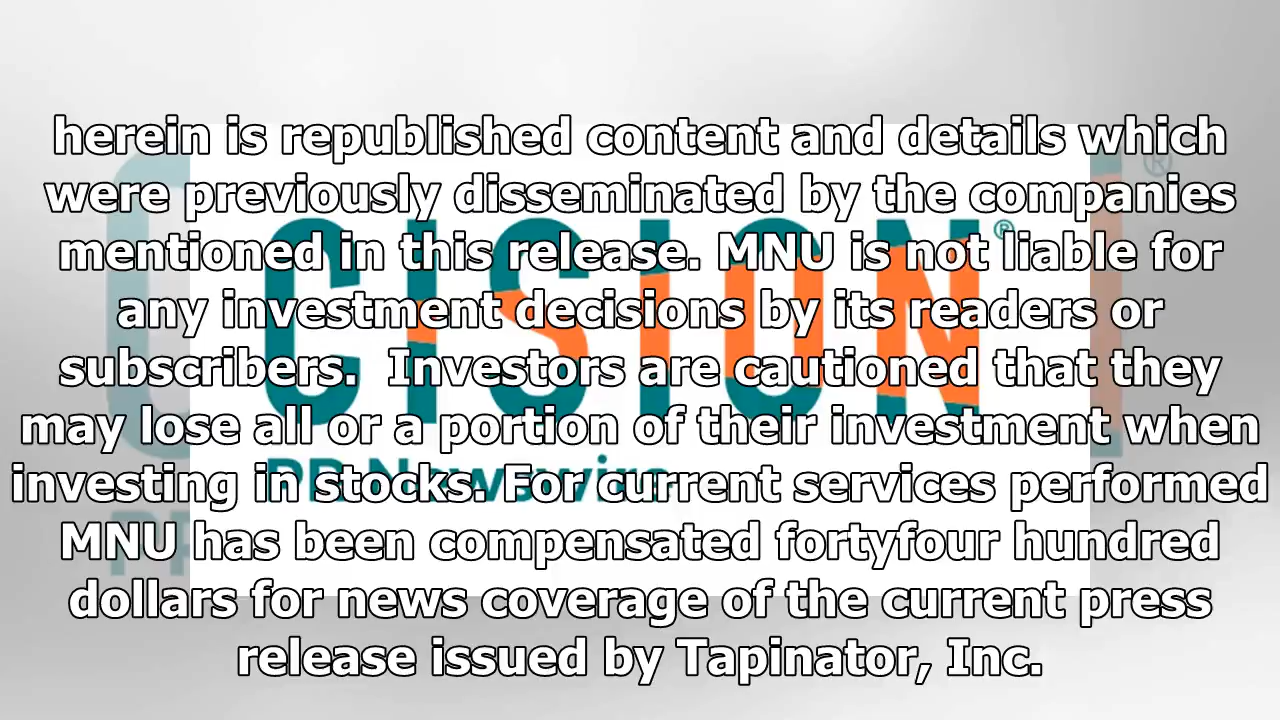 herein is republished content and details which
were previously disseminated by the companies
mentioned in this release. MNU is not liable for
any investment decisions by its readers or
subscribers.  Investors are cautioned that they
may lose all or a portion of their investment when
investing in stocks. For current services performed
MNU has been compensated fortyfour hundred
dollars for news coverage of the current press
release issued by Tapinator, Inc.
CISION®
PR Newswire